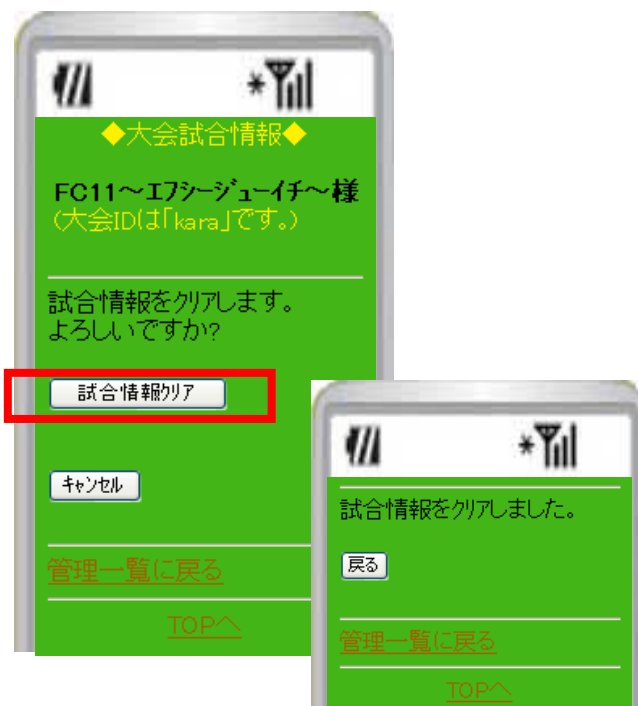 ◆大会試合情報◆
FC11～ｴﾌｼｰｼﾞｭｰｲﾁ～様
(大会IDは｢kara｣です。)
試合情報をｸﾘｱします。
よろしいですか?
試合情報ｸﾘｱ
ｷｬﾝｾﾙ
管理一覧に戻る
TOPへ
試合情報をｸﾘｱしました。
戻る
管理一覧に戻る
TOPへ